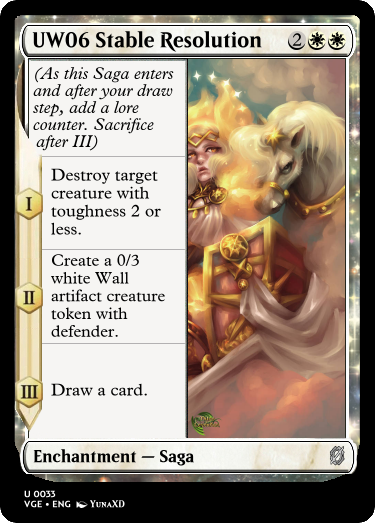 UW06 Stable Resolution 2
(As this Saga enters
and after your draw
step, add a lore
counter. Sacrifice
after III)
I
Destroy target
creature with
toughness 2 or
less.
II
Create a 0/3
white Wall
artifact creature
token with
defender.
III
Draw a card.
Enchantment — Saga
U 0033
VGE • ENG YunaXD